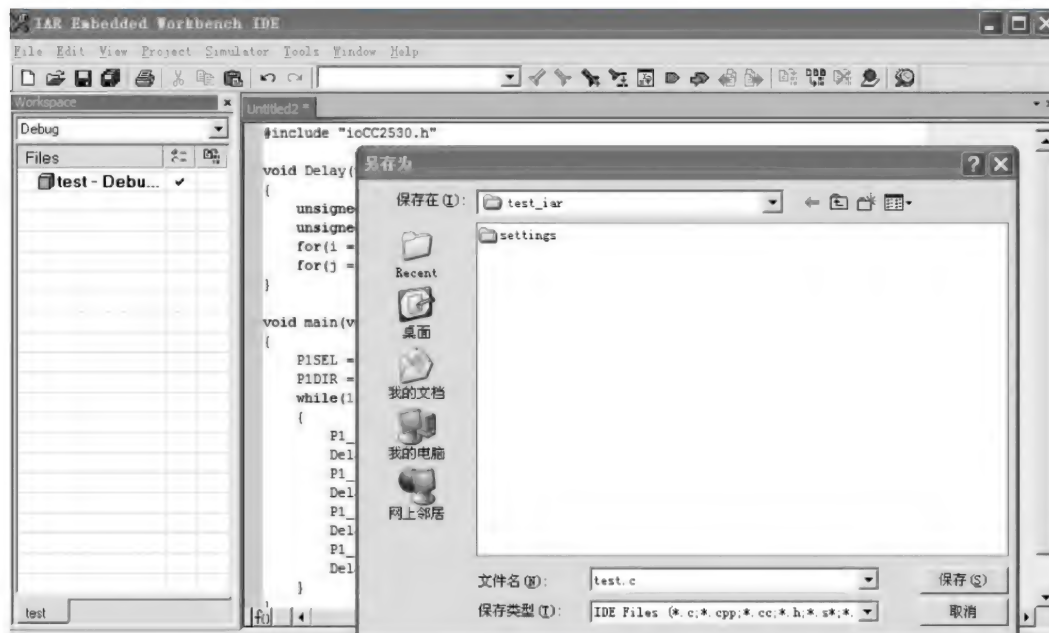 IAR Embedded Workbench IDE
File Edit View Project Simulator Tools Window Help
Workspace
Debug
Files
test - Debu...
test
Untitled2 *
#include "ioCC2530.h"
void Delay(
{
unsigne
unsigne
for(i =
for(j =
}
void main(v
{
P1SEL =
P1DIR =
while(1
{
P1_
Del
P1_
Del
P1_
Del
P1_
Del
}
f()
另存为
保存在(I):
test_iar
settings
Recent
桌面
我的文档
我的电脑
网上邻居
文件名(N):
test.c
保存(S)
保存类型(T):
IDE Files (*.c;*.cpp;*.cc;*.h;*.s*;*.
取消